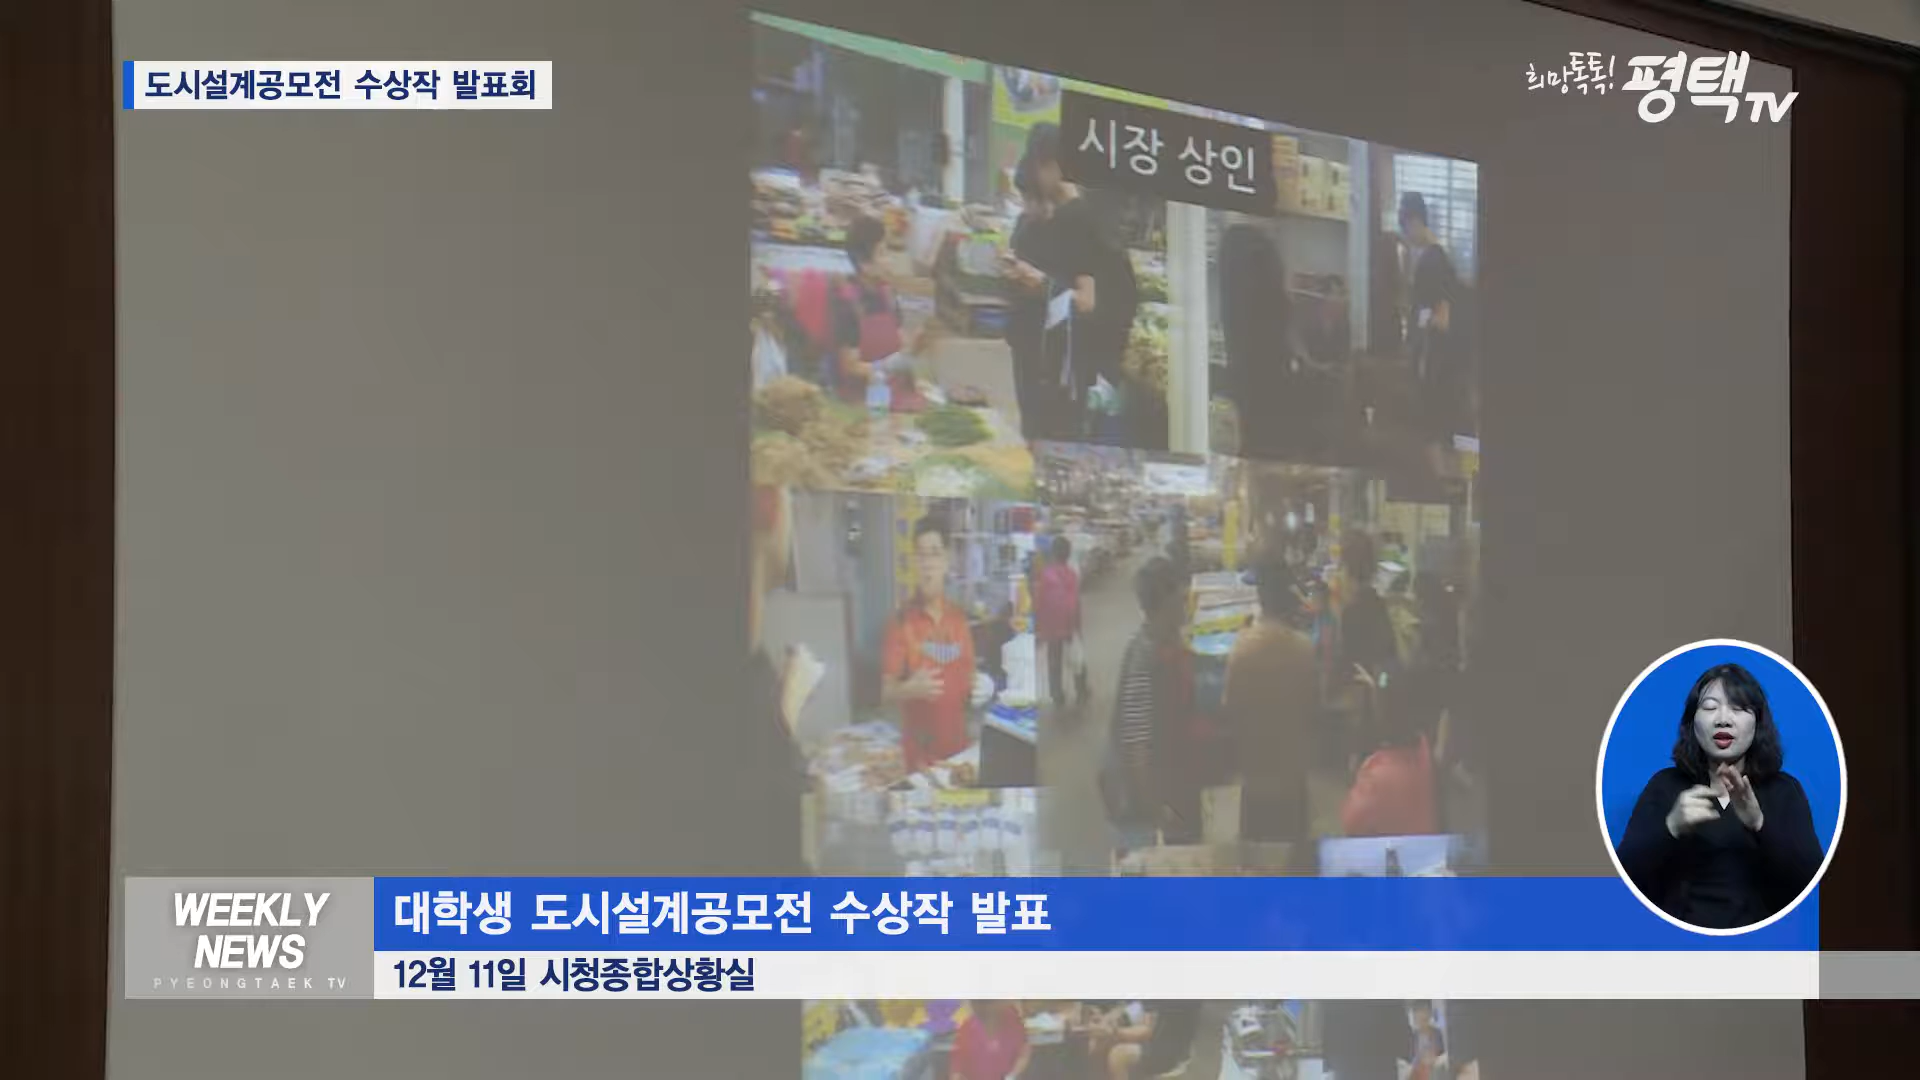 도시설계공모전 수상작 발표회
희망톡톡! 평택TV
시장 상인
WEEKLY
NEWS
PYEONGTAEK TV
대학생 도시설계공모전 수상작 발표
12월 11일 시청종합상황실